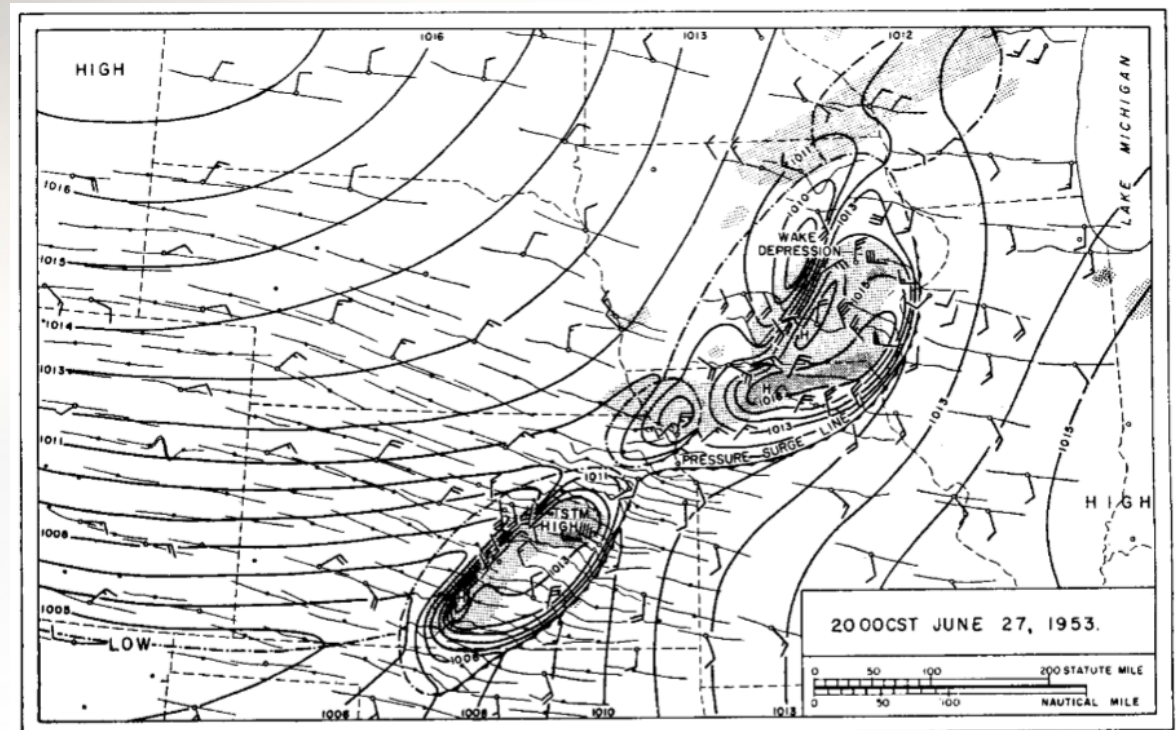 1016
1013
1012
HIGH
LAKE MICHIGAN
1011
1016
1010
1013
WAKE
DEPRESSION
1015
1015
1014
H
1013
H
1016
1013
1013
1011
PRESSURE SURGE LINE
1015
1011
TSTM
HIGH
HIGH
1008
1013
1005
LOW
1006
2000CST JUNE 27, 1953.
0 50 100 200 STATUTE MILE
0 50 100 NAUTICAL MILE
1006
1008
1010
1013